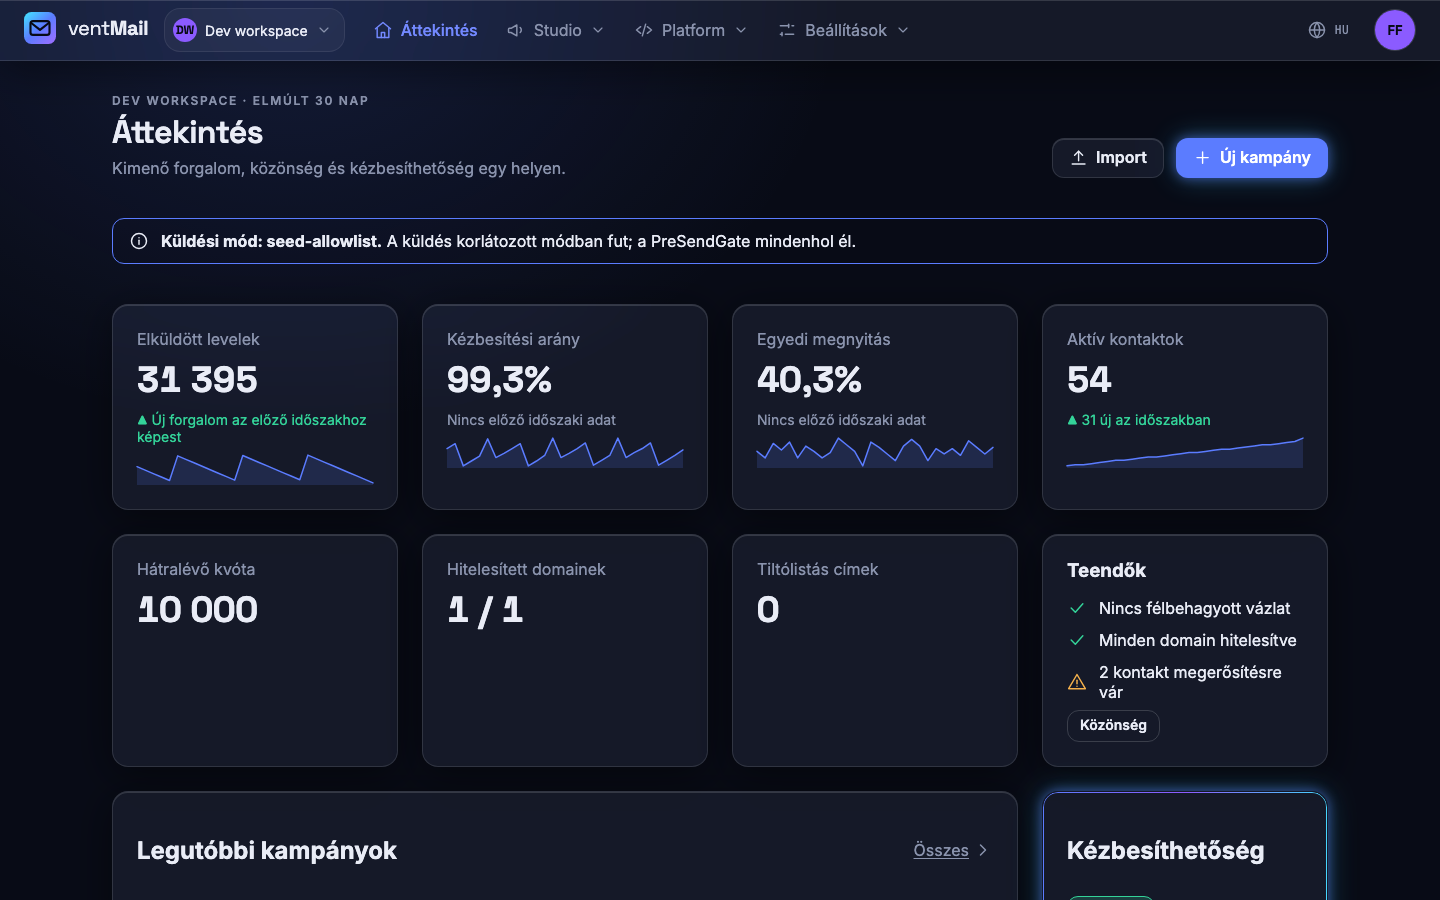 ventMail
DW Dev workspace
Áttekintés
Studio
Platform
Beállítások
HU
FF
DEV WORKSPACE · ELMÚLT 30 NAP
Áttekintés
Kimenő forgalom, közönség és kézbesíthetőség egy helyen.
Import
Új kampány
Küldési mód: seed-allowlist. A küldés korlátozott módban fut; a PreSendGate mindenhol él.
Elküldött levelek
31 395
▲ Új forgalom az előző időszakhoz
képest
Kézbesítési arány
99,3%
Nincs előző időszaki adat
Egyedi megnyitás
40,3%
Nincs előző időszaki adat
Aktív kontaktok
54
▲ 31 új az időszakban
Hátralévő kvóta
10 000
Hitelesített domainek
1 / 1
Tiltólistás címek
0
Teendők
Nincs félbehagyott vázlat
Minden domain hitelesítve
2 kontakt megerősítésre
vár
Közönség
Legutóbbi kampányok
Összes
Kézbesíthetőség